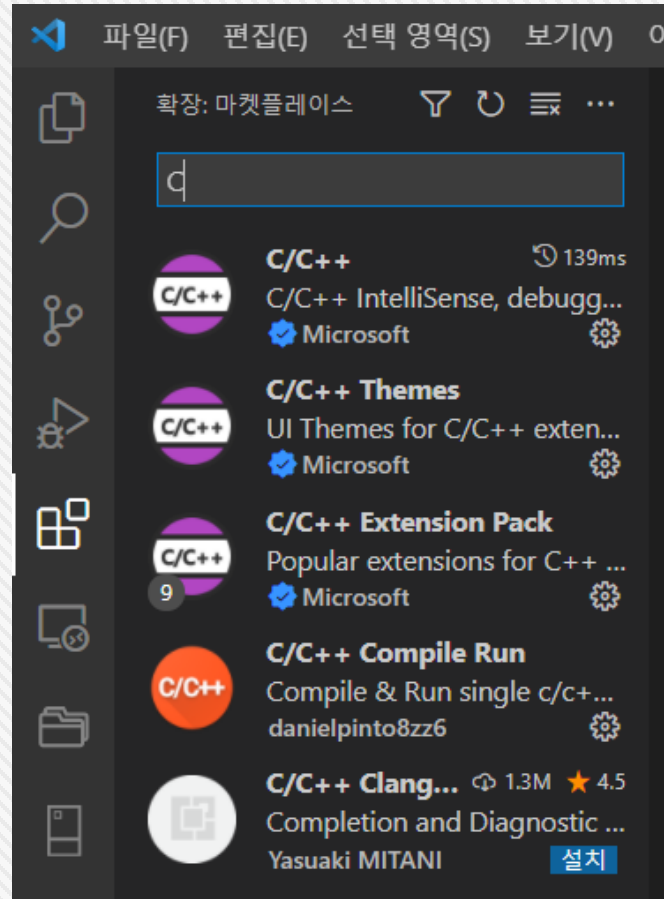 파일(F) 편집(E) 선택 영역(S) 보기(V)
확장: 마켓플레이스
C
C/C++ 139ms
C/C++ C/C++ IntelliSense, debugg...
Microsoft
C/C++ Themes
C/C++ UI Themes for C/C++ exten...
Microsoft
C/C++ Extension Pack
C/C++ Popular extensions for C++ ...
9 Microsoft
C/C++ Compile Run
C/C++ Compile & Run single c/c+...
danielpinto8zz6
C/C++ Clang... 1.3M 4.5
Completion and Diagnostic ...
Yasuaki MITANI 설치